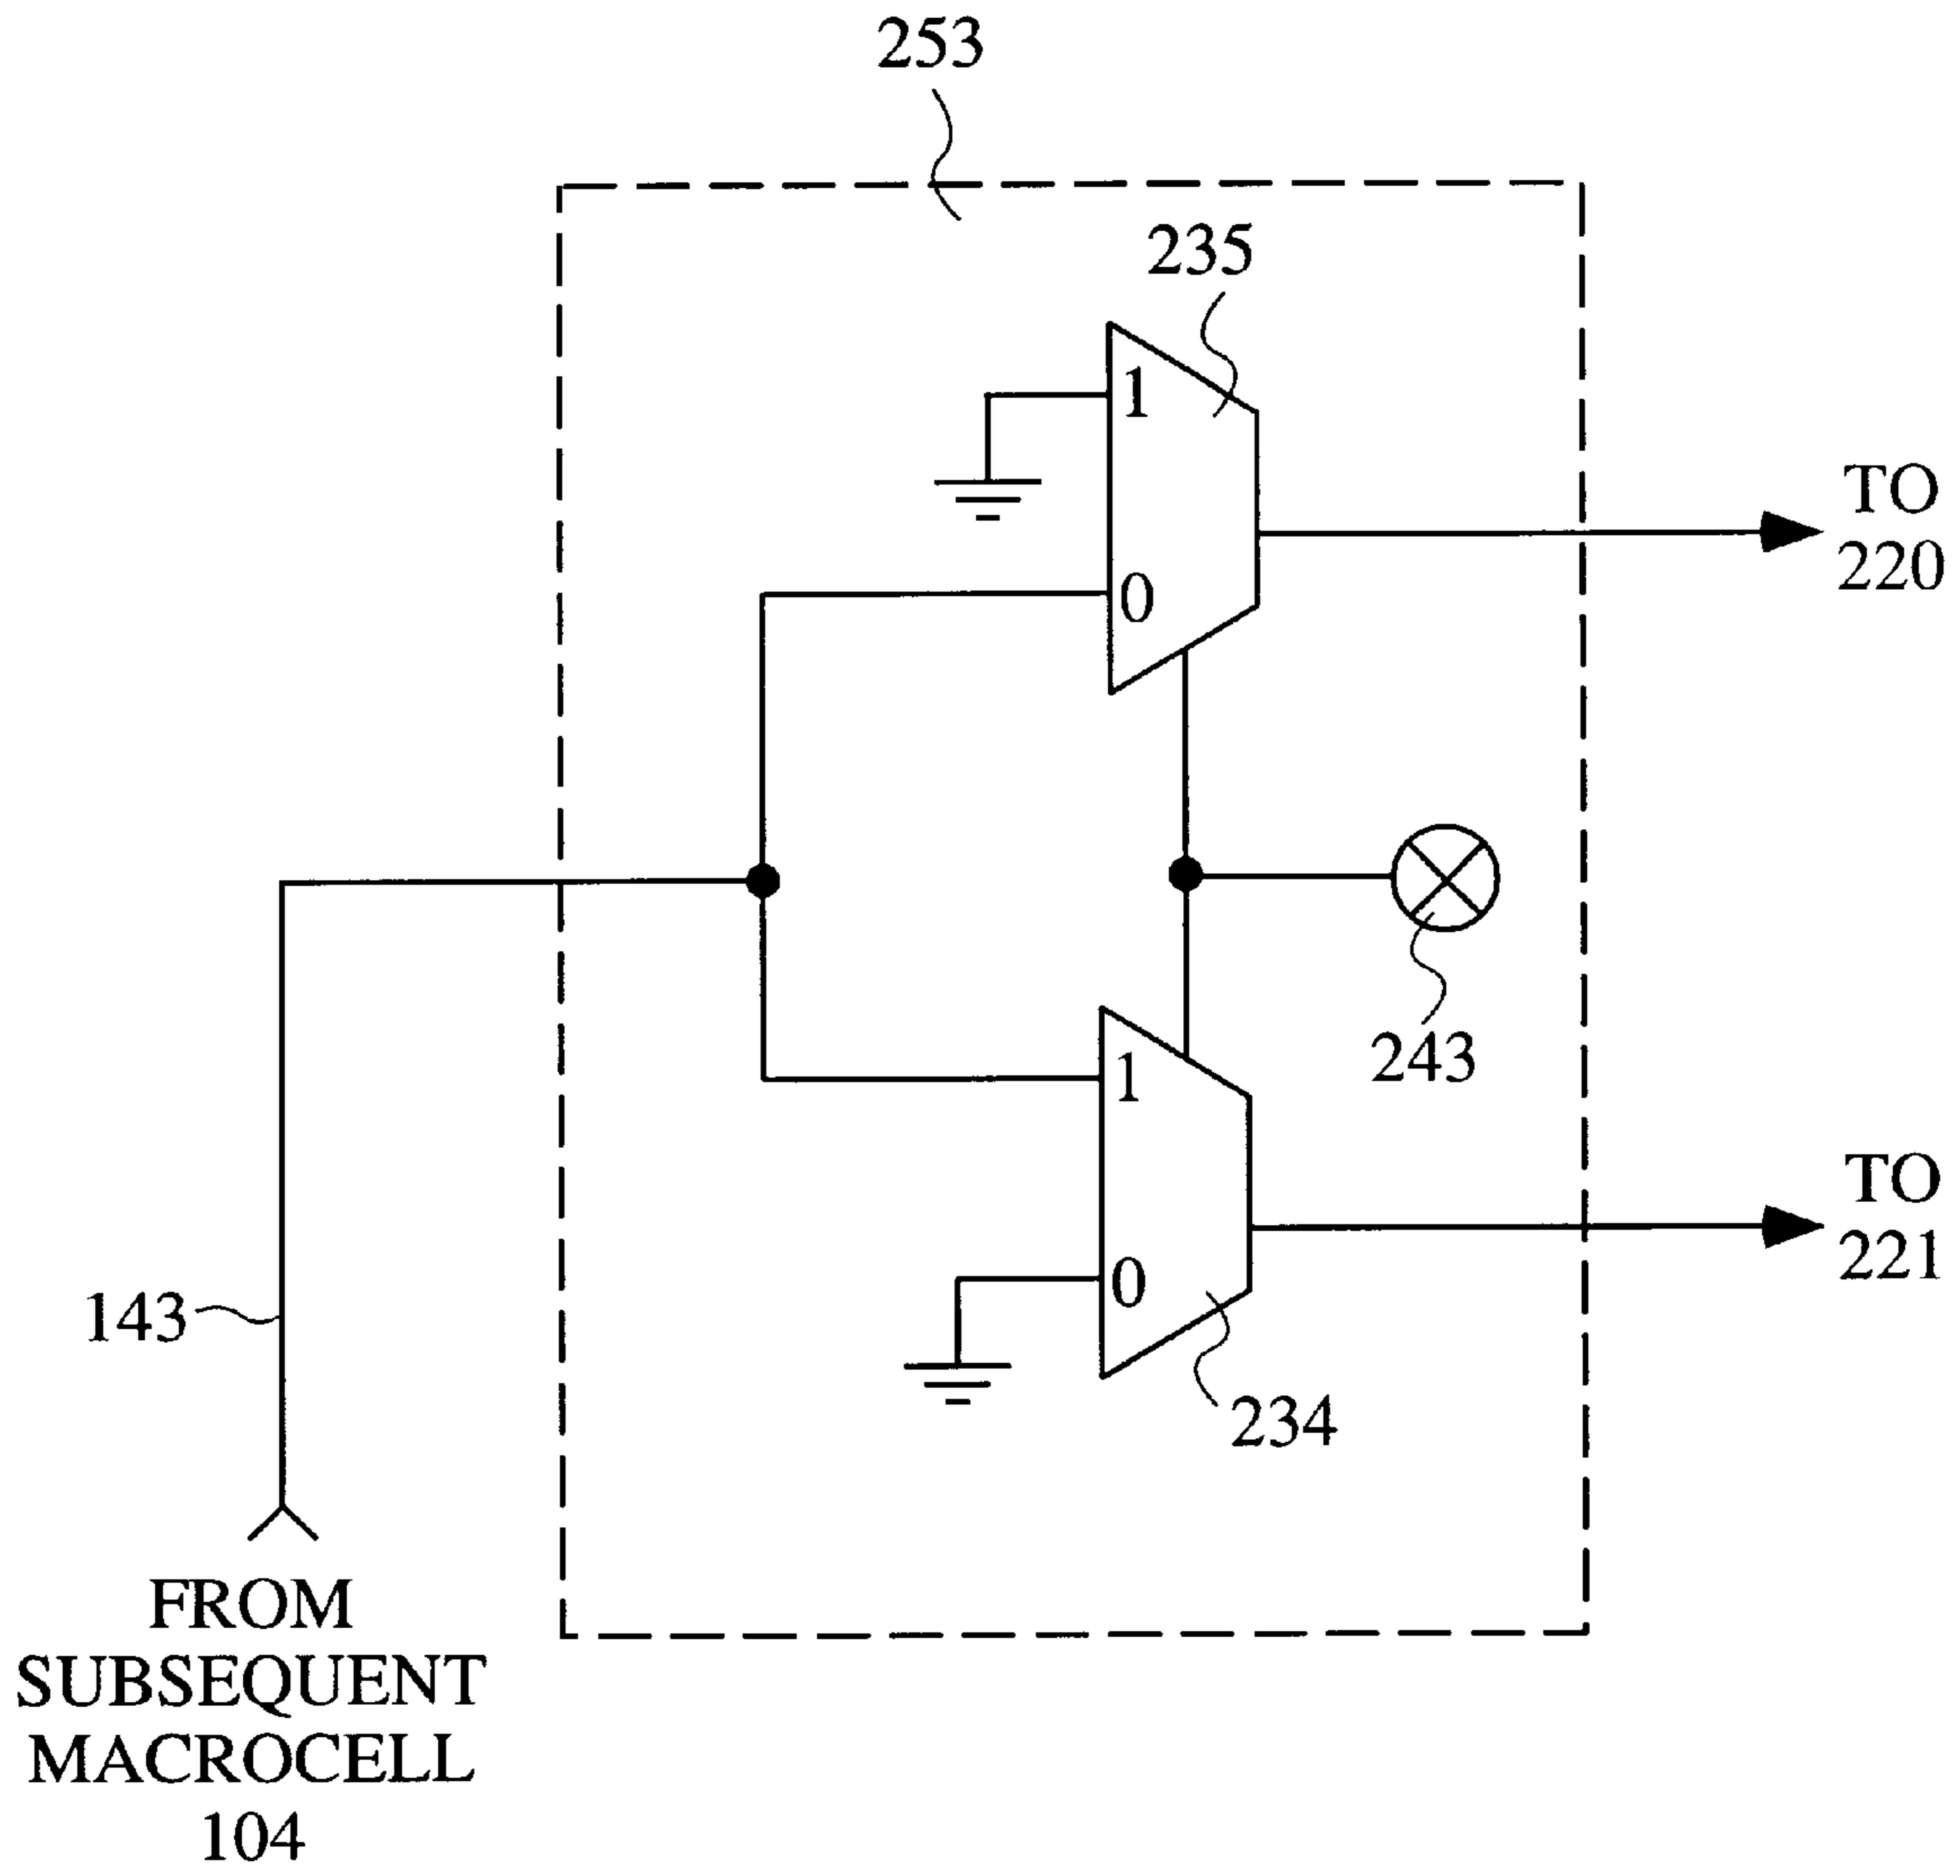 253
235
1
TO
220
0
243
1
TO
221
0
143
234
FROM
SUBSEQUENT
MACROCELL
104